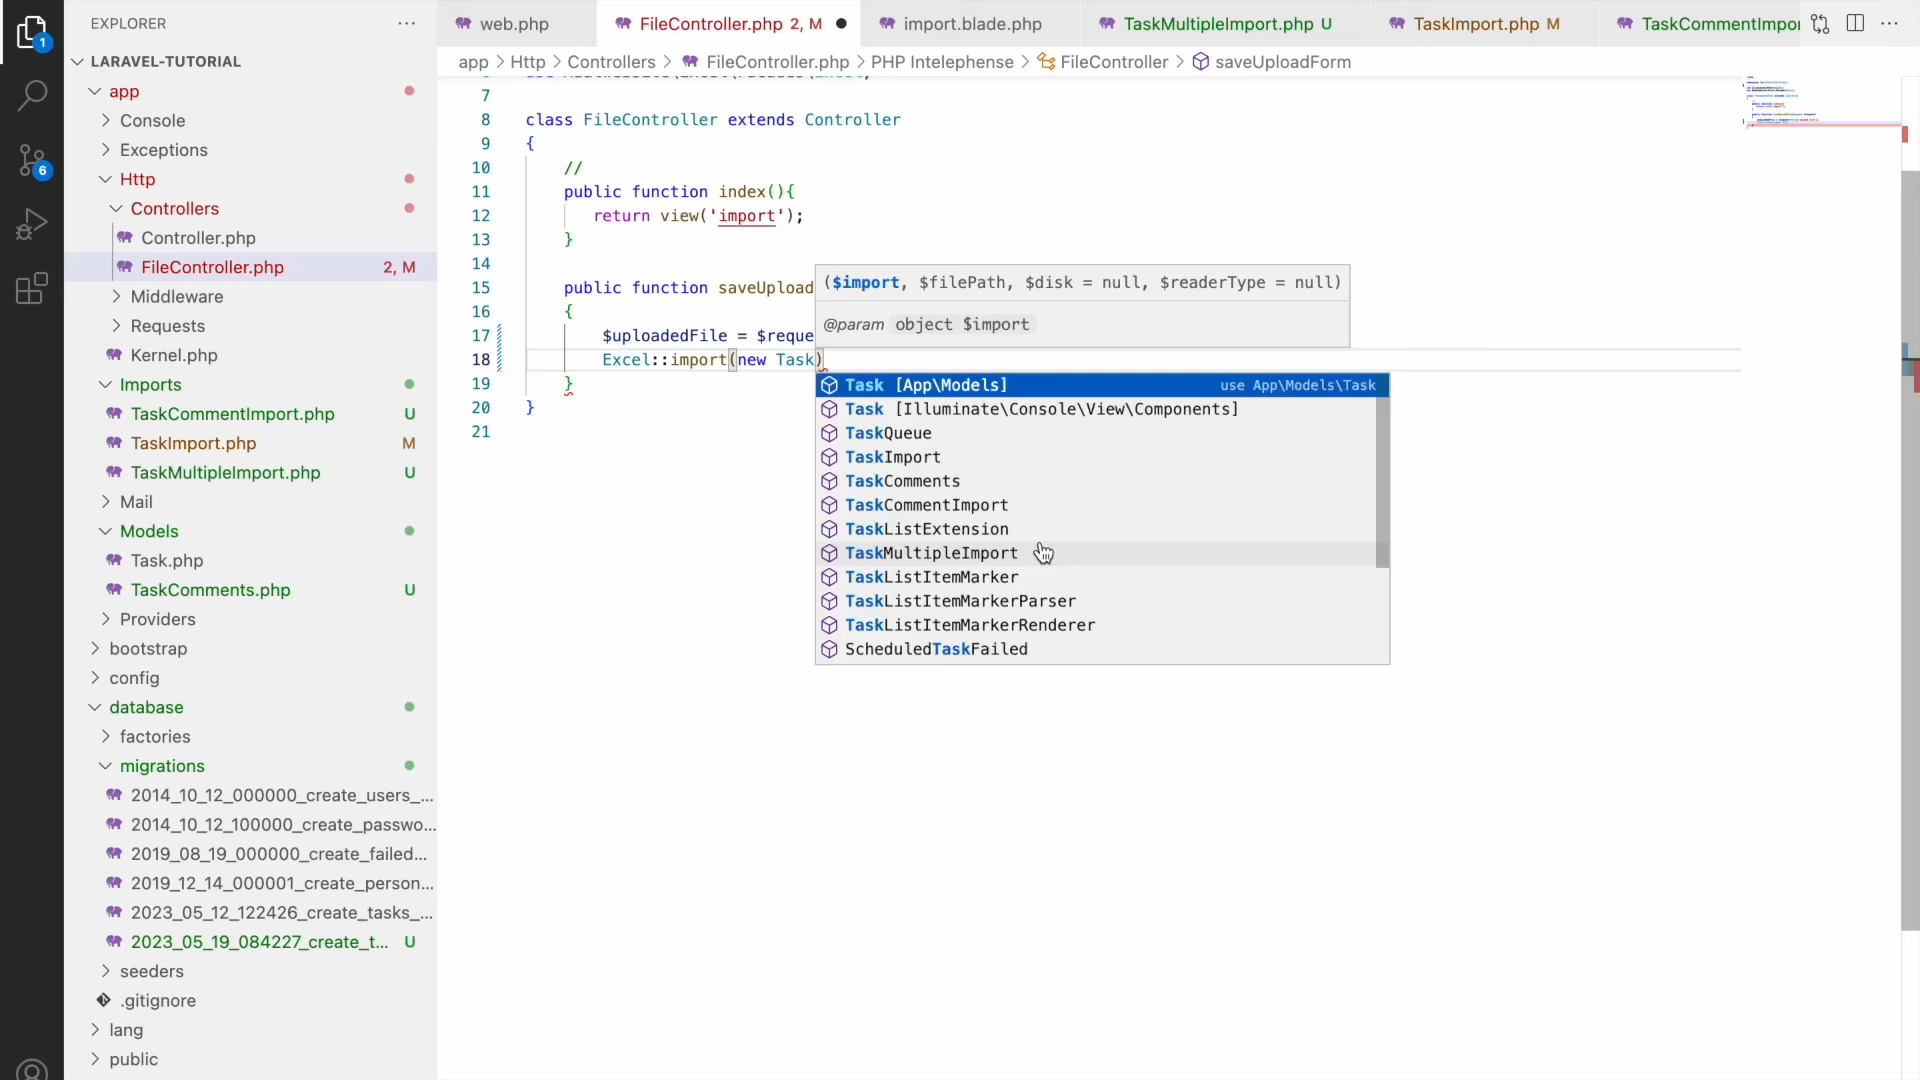 EXPLORER
LARAVEL-TUTORIAL
app
Console
Exceptions
Http
Controllers
Controller.php
FileController.php 2, M
Middleware
Requests
Kernel.php
Imports
TaskCommentImport.php U
TaskImport.php M
TaskMultipleImport.php U
Mail
Models
Task.php
TaskComments.php U
Providers
bootstrap
config
database
factories
migrations
2014_10_12_000000_create_users_...
2014_10_12_100000_create_passwo...
2019_08_19_000000_create_failed...
2019_12_14_000001_create_person...
2023_05_12_122426_create_tasks_...
2023_05_19_084227_create_t... U
seeders
.gitignore
lang
public
1
6
web.php FileController.php 2, M import.blade.php TaskMultipleImport.php U TaskImport.php M TaskCommentImpor
app > Http > Controllers > FileController.php > PHP Intelephense > FileController > saveUploadForm
7
8 class FileController extends Controller
9 {
10 //
11 public function index(){
12 return view('import');
13 }
14
15 public function saveUpload
16 {
17 $uploadedFile = $reque
18 Excel::import(new Task)
19 }
20 }
21
($import, $filePath, $disk = null, $readerType = null)
@param object $import
Task [App\Models] use App\Models\Task
Task [Illuminate\Console\View\Components]
TaskQueue
TaskImport
TaskComments
TaskCommentImport
TaskListExtension
TaskMultipleImport
TaskListItemMarker
TaskListItemMarkerParser
TaskListItemMarkerRenderer
ScheduledTaskFailed